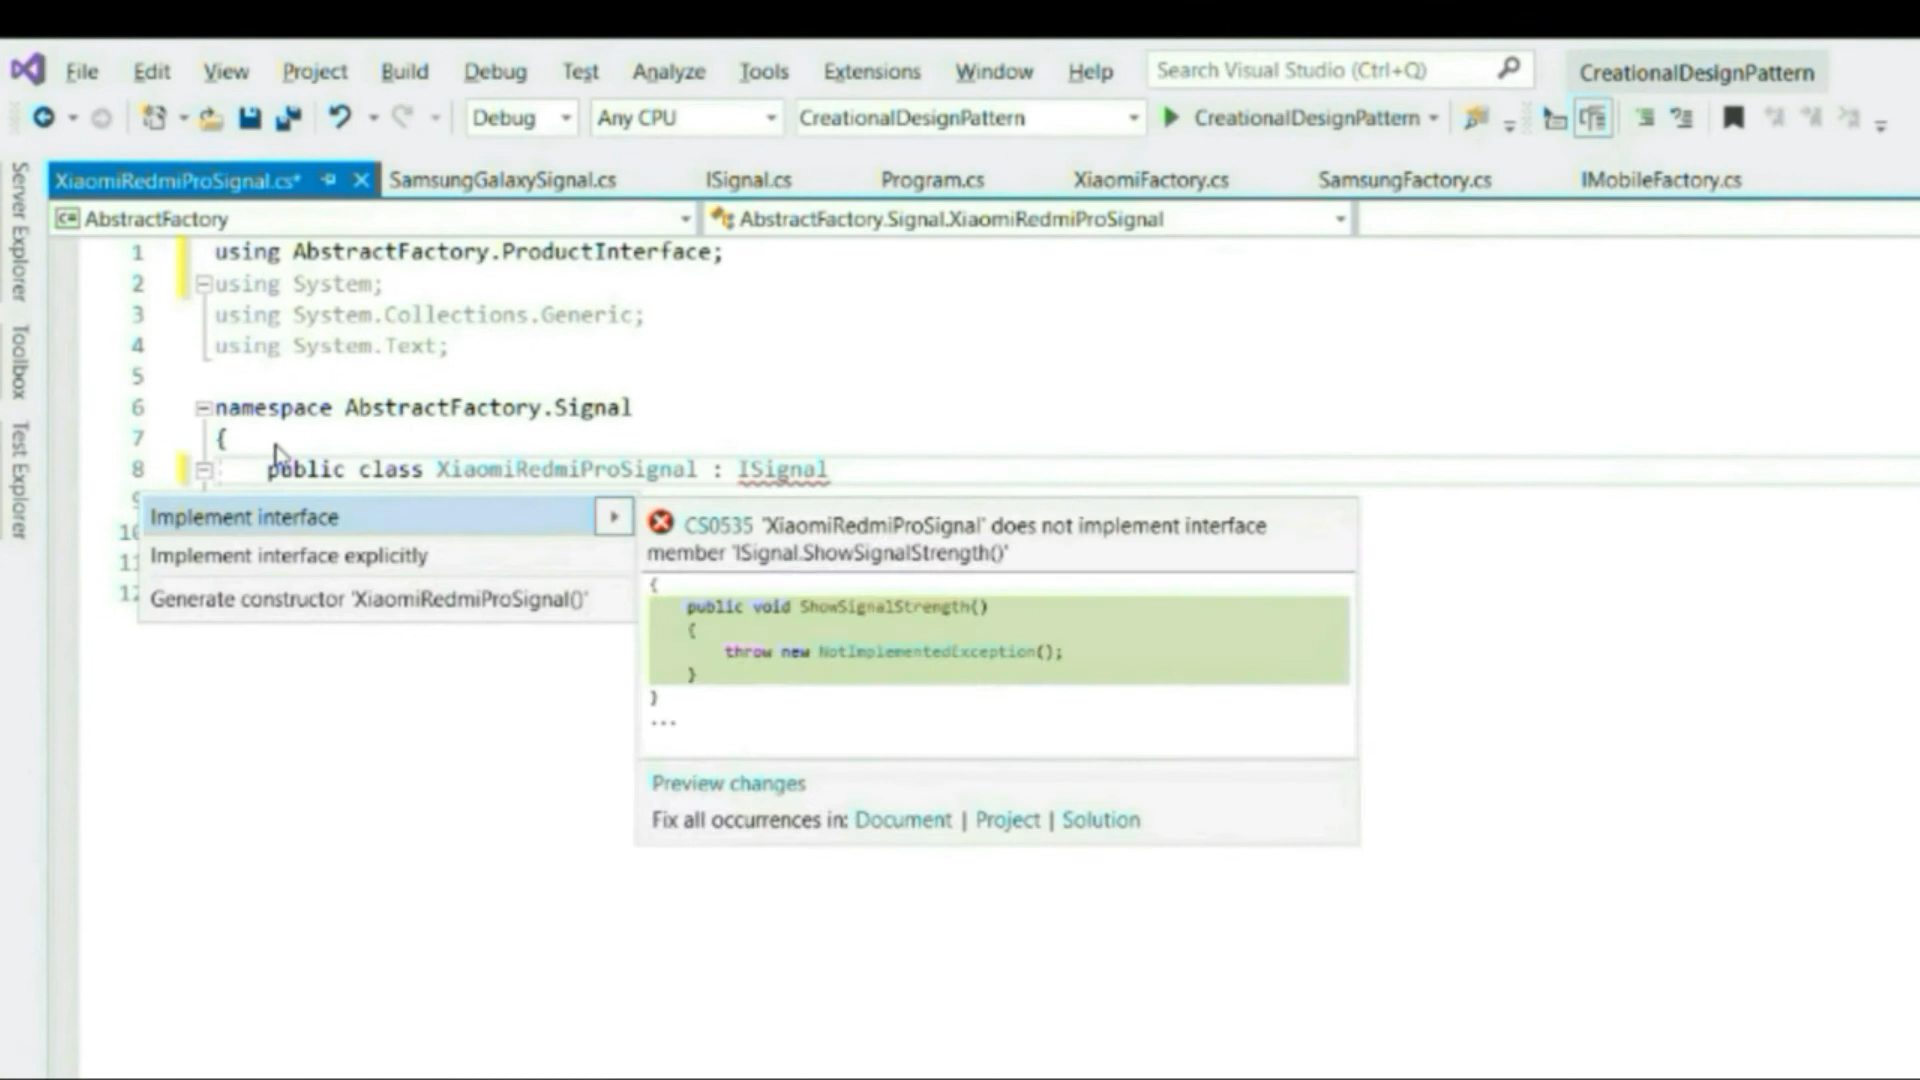 File Edit View Project Build Debug Test Analyze Tools Extensions Window Help Search Visual Studio (Ctrl+Q) CreationalDesignPattern
Debug Any CPU CreationalDesignPattern CreationalDesignPattern
XiaomiRedmiProSignal.cs* SamsungGalaxySignal.cs ISignal.cs Program.cs XiaomiFactory.cs SamsungFactory.cs IMobileFactory.cs
AbstractFactory AbstractFactory.Signal.XiaomiRedmiProSignal
Server Explorer
Toolbox
Test Explorer
1 using AbstractFactory.ProductInterface;
2 using System;
3 using System.Collections.Generic;
4 using System.Text;
5
6 namespace AbstractFactory.Signal
7 {
8 public class XiaomiRedmiProSignal : ISignal
Implement interface
Implement interface explicitly
Generate constructor 'XiaomiRedmiProSignal()'
CS0535 'XiaomiRedmiProSignal' does not implement interface
member 'ISignal.ShowSignalStrength()'
{
public void ShowSignalStrength()
{
throw new NotImplementedException();
}
}
...
Preview changes
Fix all occurrences in: Document | Project | Solution